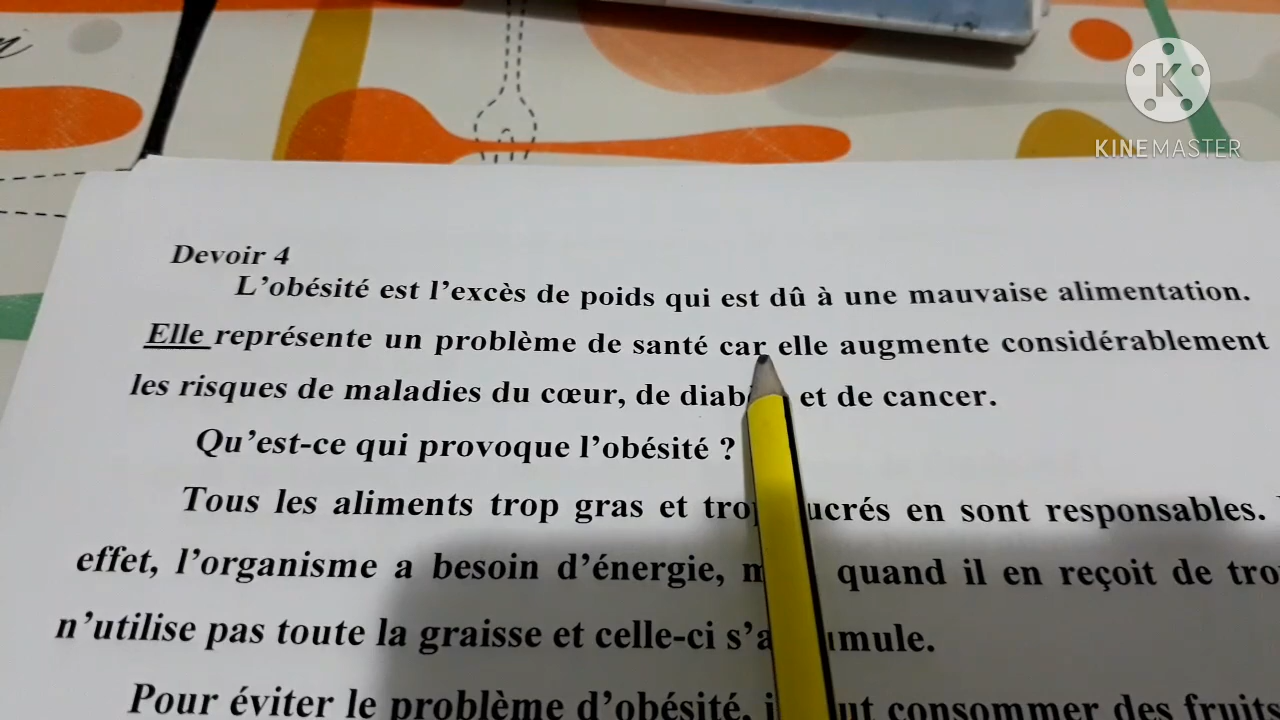 K
KINEMASTER
Devoir 4
L'obésité est l'excès de poids qui est dû à une mauvaise alimentation.
Elle représente un problème de santé car elle augmente considérablement
les risques de maladies du cœur, de et de cancer.
Qu'est-ce qui provoque l'obésité ?
Tous les aliments trop gras et en sont responsables.
effet, l'organisme a besoin d'énergie, quand il en reçoit de
n'utilise pas toute la graisse et celle-ci
Pour éviter le problème d'obésité, consommer des fruits